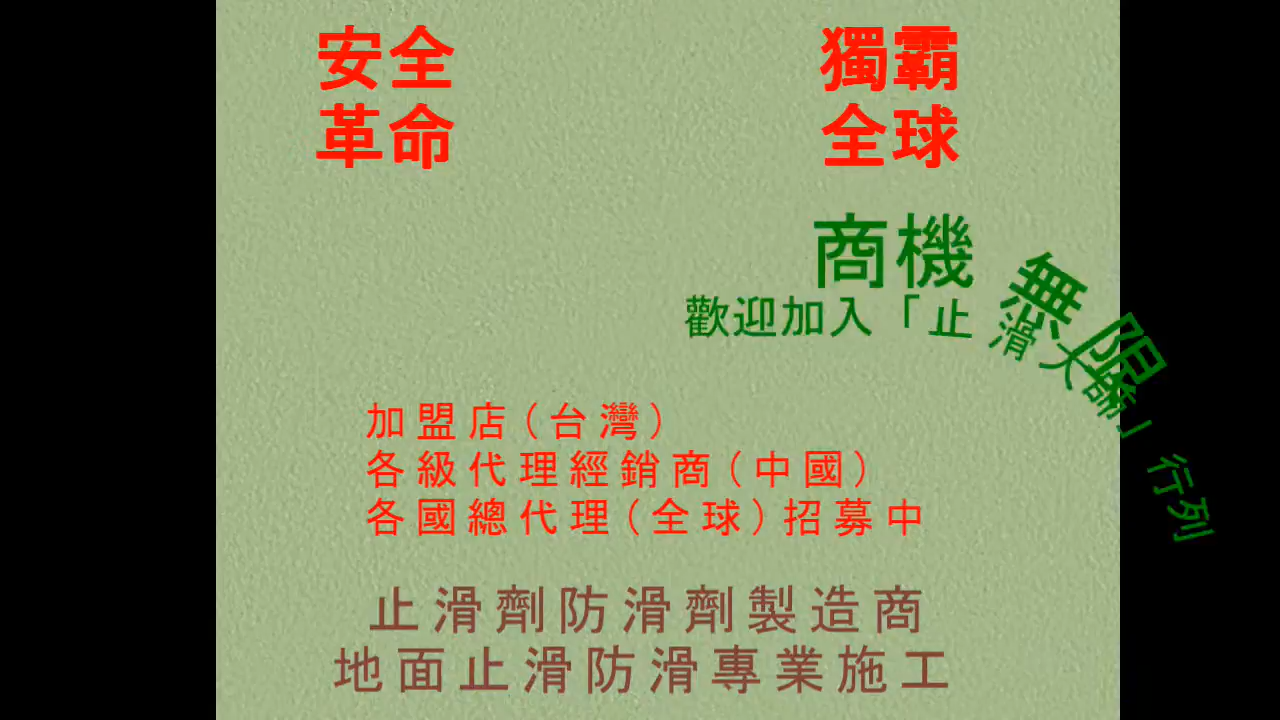 安全
革命
獨霸
全球
商機無限
歡迎加入「止滑大師」行列
加盟店(台灣)
各級代理經銷商(中國)
各國總代理(全球)招募中
止滑劑防滑劑製造商
地面止滑防滑專業施工